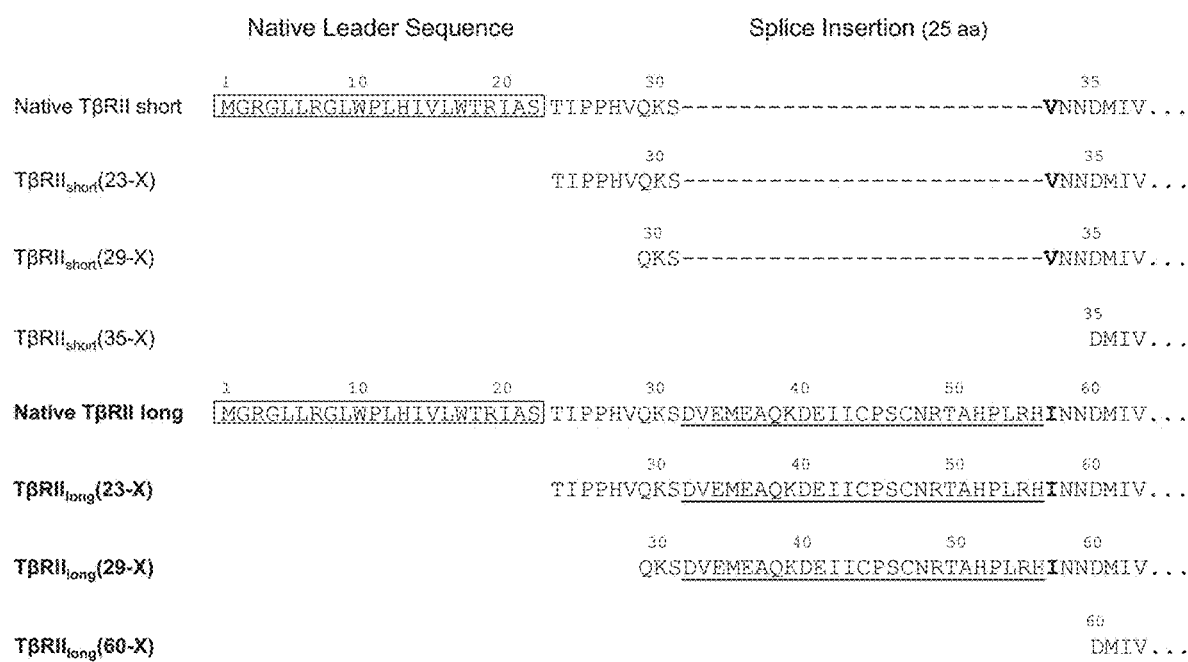 Native Leader Sequence Splice Insertion (25 aa)
1 10 20 30 35
Native TβRII short MGRGLLRGLWPLHIVLWTRIAS TIPPHVQKS-------------------------VNNDMIV...
30 35
TβRIIshort(23-X) TIPPHVQKS-------------------------VNNDMIV...
30 35
TβRIIshort(29-X) QKS-------------------------VNNDMIV...
35
TβRIIshort(35-X) DMIV...
1 10 20 30 40 50 60
Native TβRII long MGRGLLRGLWPLHIVLWTRIAS TIPPHVQKSDVEMEAQKDEIICPSCNRTAHPLRHINNDMIV...
30 40 50 60
TβRIIlong(23-X) TIPPHVQKSDVEMEAQKDEIICPSCNRTAHPLRHINNDMIV...
30 40 50 60
TβRIIlong(29-X) QKSDVEMEAQKDEIICPSCNRTAHPLRHINNDMIV...
60
TβRIIlong(60-X) DMIV...